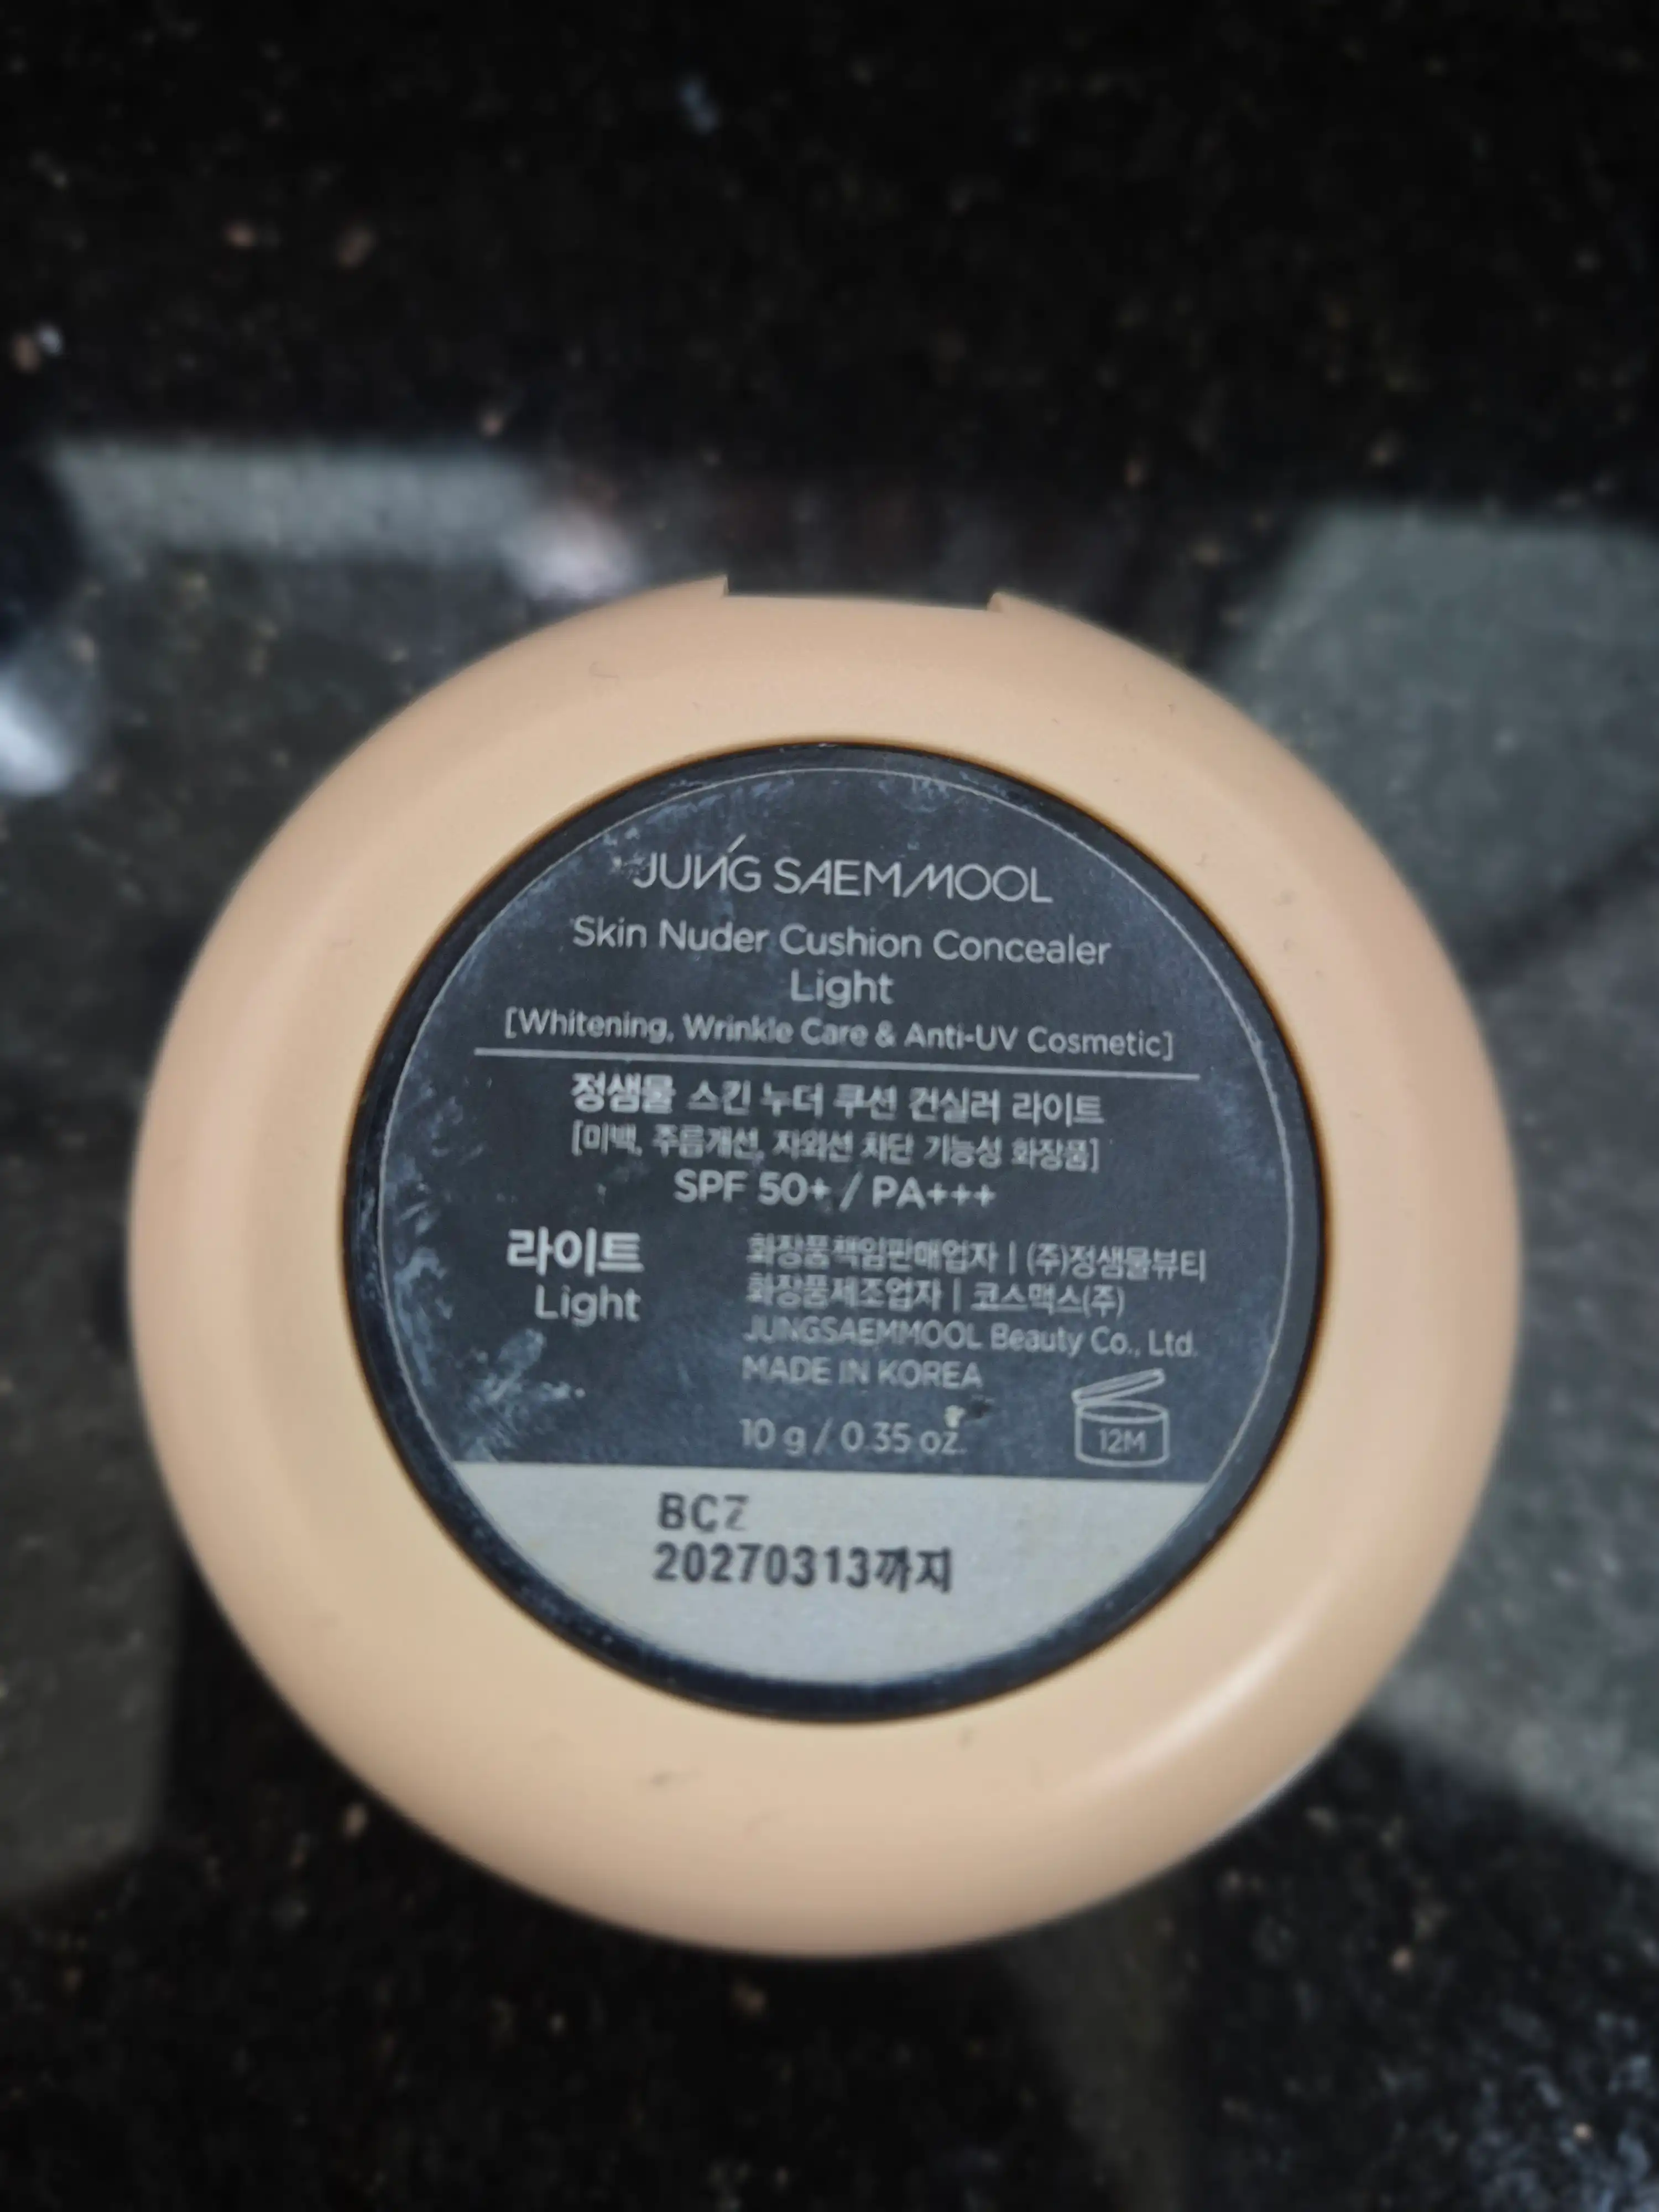 JUNG SAEMMOOL
Skin Nuder Cushion Concealer
Light
[Whitening, Wrinkle Care & Anti-UV Cosmetic]
정샘물 스킨 누더 쿠션 컨실러 라이트
[미백, 주름개선, 자외선 차단 기능성 화장품]
SPF 50+ / PA+++
라이트
Light
화장품책임판매업자 | (주)정샘물뷰티
화장품제조업자 | 코스맥스(주)
JUNGSAEMMOOL Beauty Co., Ltd.
MADE IN KOREA
10 g / 0.35 oz.
12M
BCZ
20270313까지